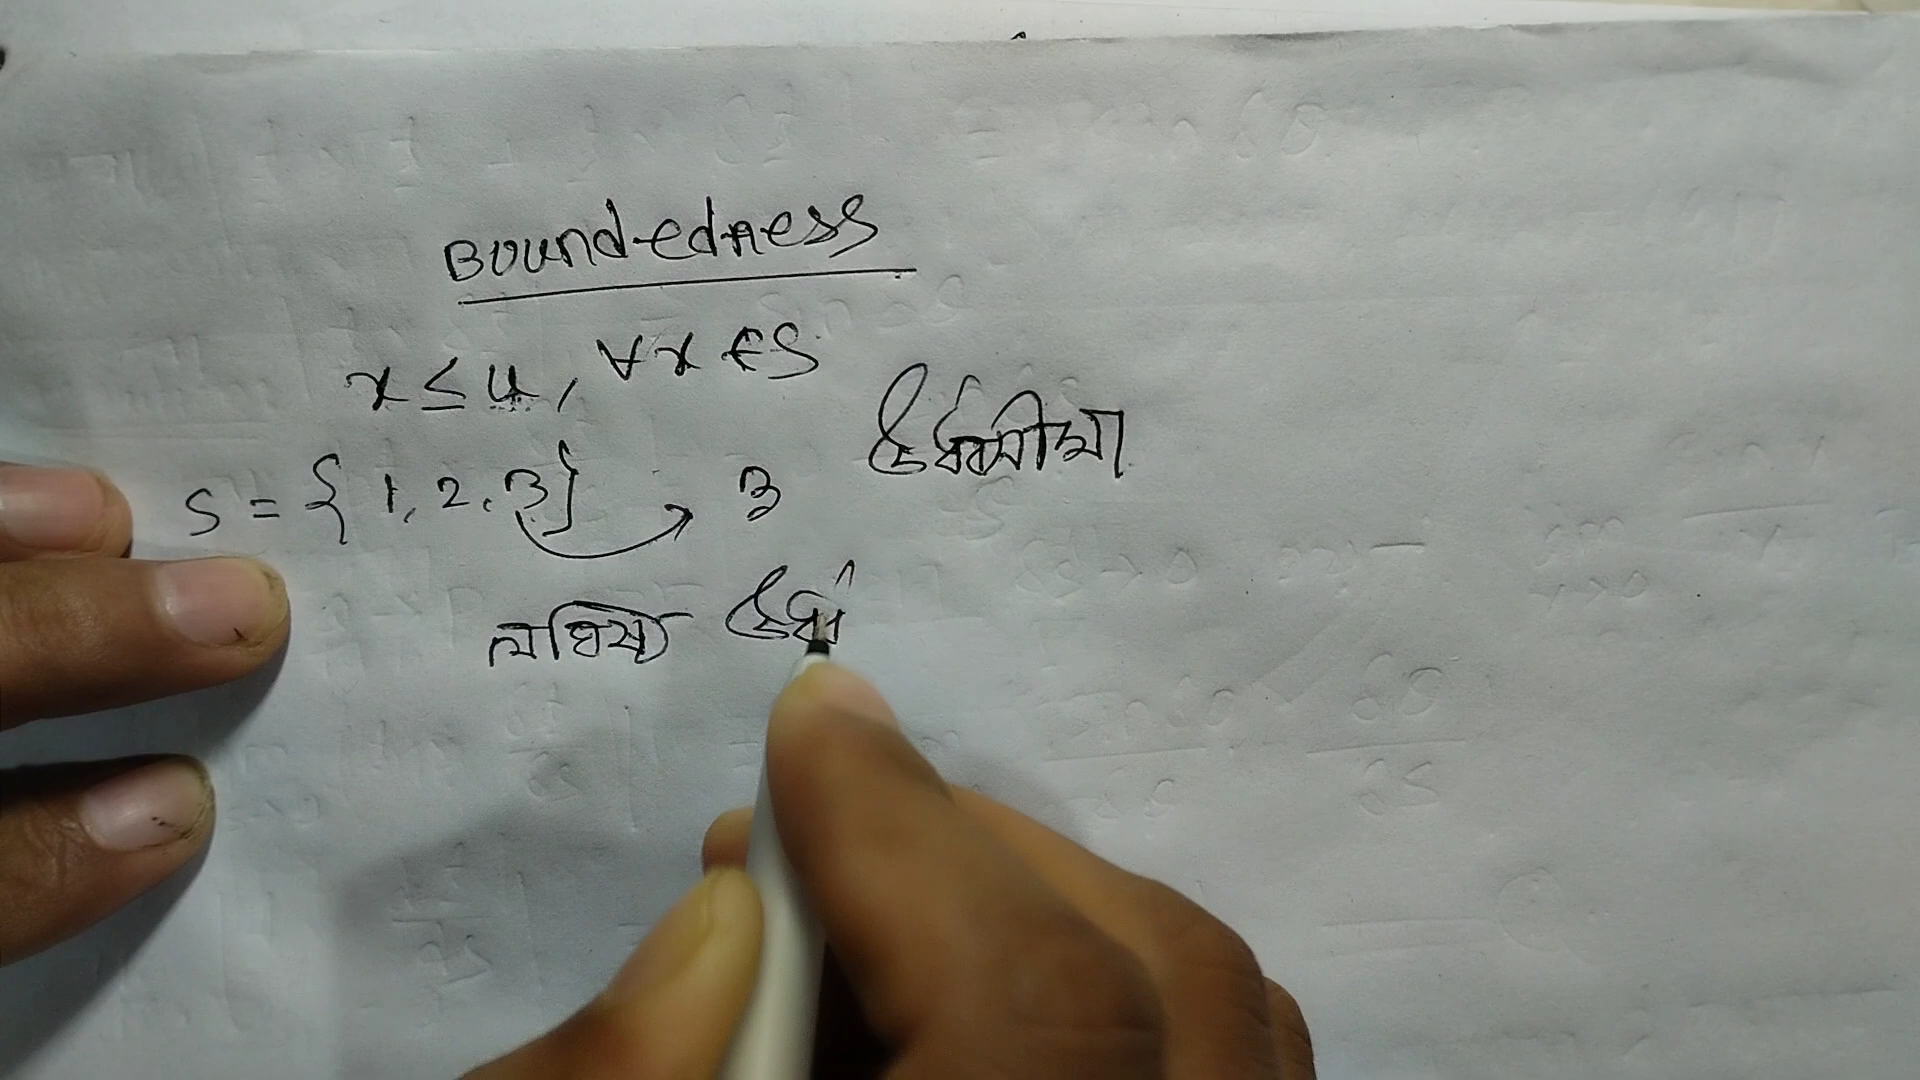 Boundedness
x ≤ u, ∀ x ∈ S
ঊর্ধ্বসীমা
S = { 1, 2, 3 } → 3
লঘিষ্ঠ ঊর্ধ্ব